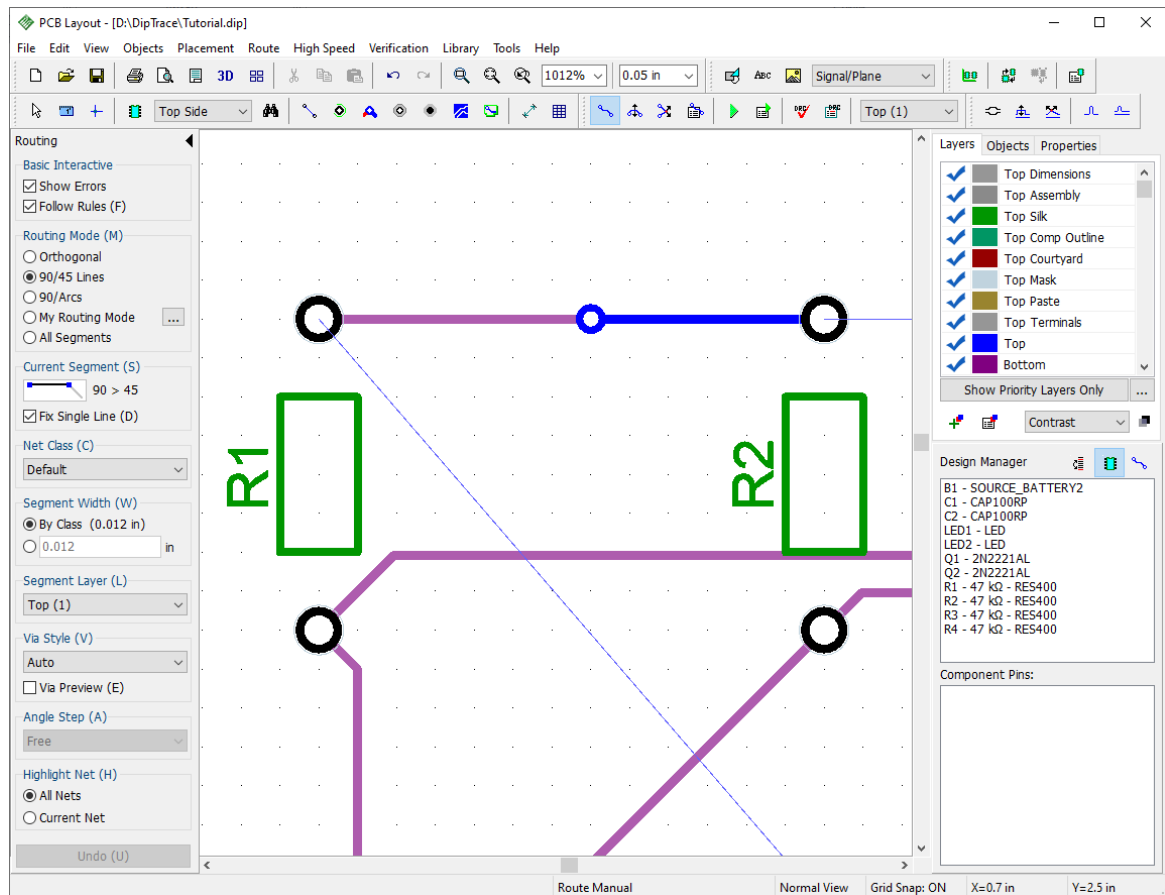 PCB Layout - [D:\DipTrace\Tutorial.dip]
File Edit View Objects Placement Route High Speed Verification Library Tools Help
3D 1012% 0.05 in ABC Signal/Plane
Top Side DRC DRC Top (1)
Routing
Basic Interactive
Show Errors
Follow Rules (F)
Routing Mode (M)
Orthogonal
90/45 Lines
90/Arcs
My Routing Mode ...
All Segments
Current Segment (S)
90 > 45
Fix Single Line (D)
Net Class (C)
Default
Segment Width (W)
By Class (0.012 in)
0.012 in
Segment Layer (L)
Top (1)
Via Style (V)
Auto
Via Preview (E)
Angle Step (A)
Free
Highlight Net (H)
All Nets
Current Net
Undo (U)
R1
R2
Layers Objects Properties
Top Dimensions
Top Assembly
Top Silk
Top Comp Outline
Top Courtyard
Top Mask
Top Paste
Top Terminals
Top
Bottom
Show Priority Layers Only ...
Contrast
Design Manager
B1 - SOURCE_BATTERY2
C1 - CAP100RP
C2 - CAP100RP
LED1 - LED
LED2 - LED
Q1 - 2N2221AL
Q2 - 2N2221AL
R1 - 47 kΩ - RES400
R2 - 47 kΩ - RES400
R3 - 47 kΩ - RES400
R4 - 47 kΩ - RES400
Component Pins:
Route Manual Normal View Grid Snap: ON X=0.7 in Y=2.5 in